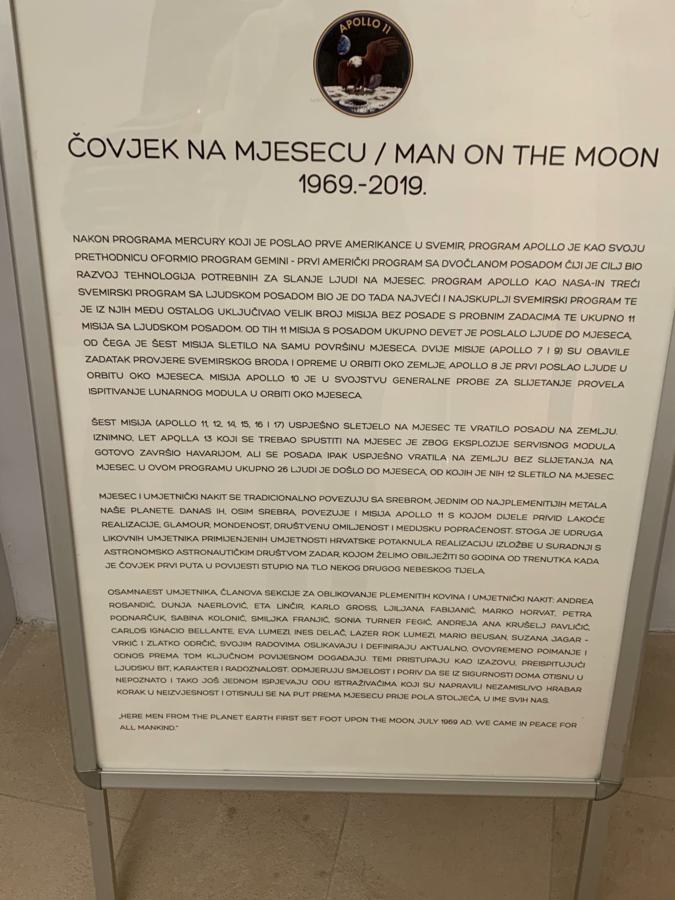 APOLLO 11
ČOVJEK NA MJESECU / MAN ON THE MOON
1969.-2019.
NAKON PROGRAMA MERCURY KOJI JE POSLAO PRVE AMERIKANCE U SVEMIR, PROGRAM APOLLO JE KAO SVOJU
PRETHODNICU OFORMIO PROGRAM GEMINI - PRVI AMERIČKI PROGRAM SA DVOČLANOM POSADOM ČIJI JE CILJ BIO
RAZVOJ TEHNOLOGIJA POTREBNIH ZA SLANJE LJUDI NA MJESEC. PROGRAM APOLLO KAO NASA-IN TREĆI
SVEMIRSKI PROGRAM SA LJUDSKOM POSADOM BIO JE DO TADA NAJVEĆI I NAJSKUPLJI SVEMIRSKI PROGRAM TE
JE IZ NJIH MEĐU OSTALOG UKLJUČIVAO VELIK BROJ MISIJA BEZ POSADE S PROBNIM ZADACIMA TE UKUPNO 11
MISIJA SA LJUDSKOM POSADOM. OD TIH 11 MISIJA S POSADOM UKUPNO DEVET JE POSLALO LJUDE DO MJESECA,
OD ČEGA JE ŠEST MISIJA SLETILO NA SAMU POVRŠINU MJESECA. DVIJE MISIJE (APOLLO 7 I 9) SU OBAVILE
ZADATAK PROVJERE SVEMIRSKOG BRODA I OPREME U ORBITI OKO ZEMLJE, APOLLO 8 JE PRVI POSLAO LJUDE U
ORBITU OKO MJESECA. MISIJA APOLLO 10 JE U SVOJSTVU GENERALNE PROBE ZA SLIJETANJE PROVELA
ISPITIVANJE LUNARNOG MODULA U ORBITI OKO MJESECA.
ŠEST MISIJA (APOLLO 11, 12, 14, 15, 16 I 17) USPJEŠNO SLETJELO NA MJESEC TE VRATILO POSADU NA ZEMLJU.
IZNIMNO, LET APOLLA 13 KOJI SE TREBAO SPUSTITI NA MJESEC JE ZBOG EKSPLOZIJE SERVISNOG MODULA
GOTOVO ZAVRŠIO HAVARIJOM, ALI SE POSADA IPAK USPJEŠNO VRATILA NA ZEMLJU BEZ SLIJETANJA NA
MJESEC. U OVOM PROGRAMU UKUPNO 26 LJUDI JE DOŠLO DO MJESECA, OD KOJIH JE NJIH 12 SLETILO NA MJESEC.
MJESEC I UMJETNIČKI NAKIT SE TRADICIONALNO POVEZUJU SA SREBROM, JEDNIM OD NAJPLEMENITIJIH METALA
NAŠE PLANETE. DANAS IH, OSIM SREBRA, POVEZUJE I MISIJA APOLLO 11 S KOJOM DIJELE PRIVID LAKOĆE
REALIZACIJE, GLAMOUR, MONDENOST, DRUŠTVENU OMILJENOST I MEDIJSKU POPRAĆENOST. STOGA JE UDRUGA
LIKOVNIH UMJETNIKA PRIMIJENJENIH UMJETNOSTI HRVATSKE POTAKNULA REALIZACIJU IZLOŽBE U SURADNJI S
ASTRONOMSKO ASTRONAUTIČKIM DRUŠTVOM ZADAR, KOJOM ŽELIMO OBILJEŽITI 50 GODINA OD TRENUTKA KADA
JE ČOVJEK PRVI PUTA U POVIJESTI STUPIO NA TLO NEKOG DRUGOG NEBESKOG TIJELA.
OSAMNAEST UMJETNIKA, ČLANOVA SEKCIJE ZA OBLIKOVANJE PLEMENITIH KOVINA I UMJETNIČKI NAKIT: ANDREA
ROSANDIĆ, DUNJA NAERLOVIĆ, ETA LINČIR, KARLO GROSS, LJILJANA FABIJANIĆ, MARKO HORVAT, PETRA
PODNARČUK, SABINA KOLONIĆ, SMILJKA FRANJIĆ, SONIA TURNER FEGIĆ, ANDREJA ANA KRUŠELJ PAVLIČIĆ,
CARLOS IGNACIO BELLANTE, EVA LUMEZI, INES DELAČ, LAZER ROK LUMEZI, MARIO BEUSAN, SUZANA JAGAR -
VRKIĆ I ZLATKO ODRČIĆ, SVOJIM RADOVIMA OSLIKAVAJU I DEFINIRAJU AKTUALNO, OVOVREMENO POIMANJE I
ODNOS PREMA TOM KLJUČNOM POVIJESNOM DOGAĐAJU. TEMI PRISTUPAJU KAO IZAZOVU, PREISPITUJUĆI
LJUDSKU BIT, KARAKTER I RADOZNALOST. ODMJERUJU SMJELOST I PORIV DA SE IZ SIGURNOSTI DOMA OTISNU U
NEPOZNATO I TAKO JOŠ JEDNOM ISPJEVAJU ODU ISTRAŽIVAČIMA KOJI SU NAPRAVILI NEZAMISLIVO HRABAR
KORAK U NEIZVJESNOST I OTISNULI SE NA PUT PREMA MJESECU PRIJE POLA STOLJEĆA, U IME SVIH NAS.
„HERE MEN FROM THE PLANET EARTH FIRST SET FOOT UPON THE MOON, JULY 1969 AD. WE CAME IN PEACE FOR
ALL MANKIND."